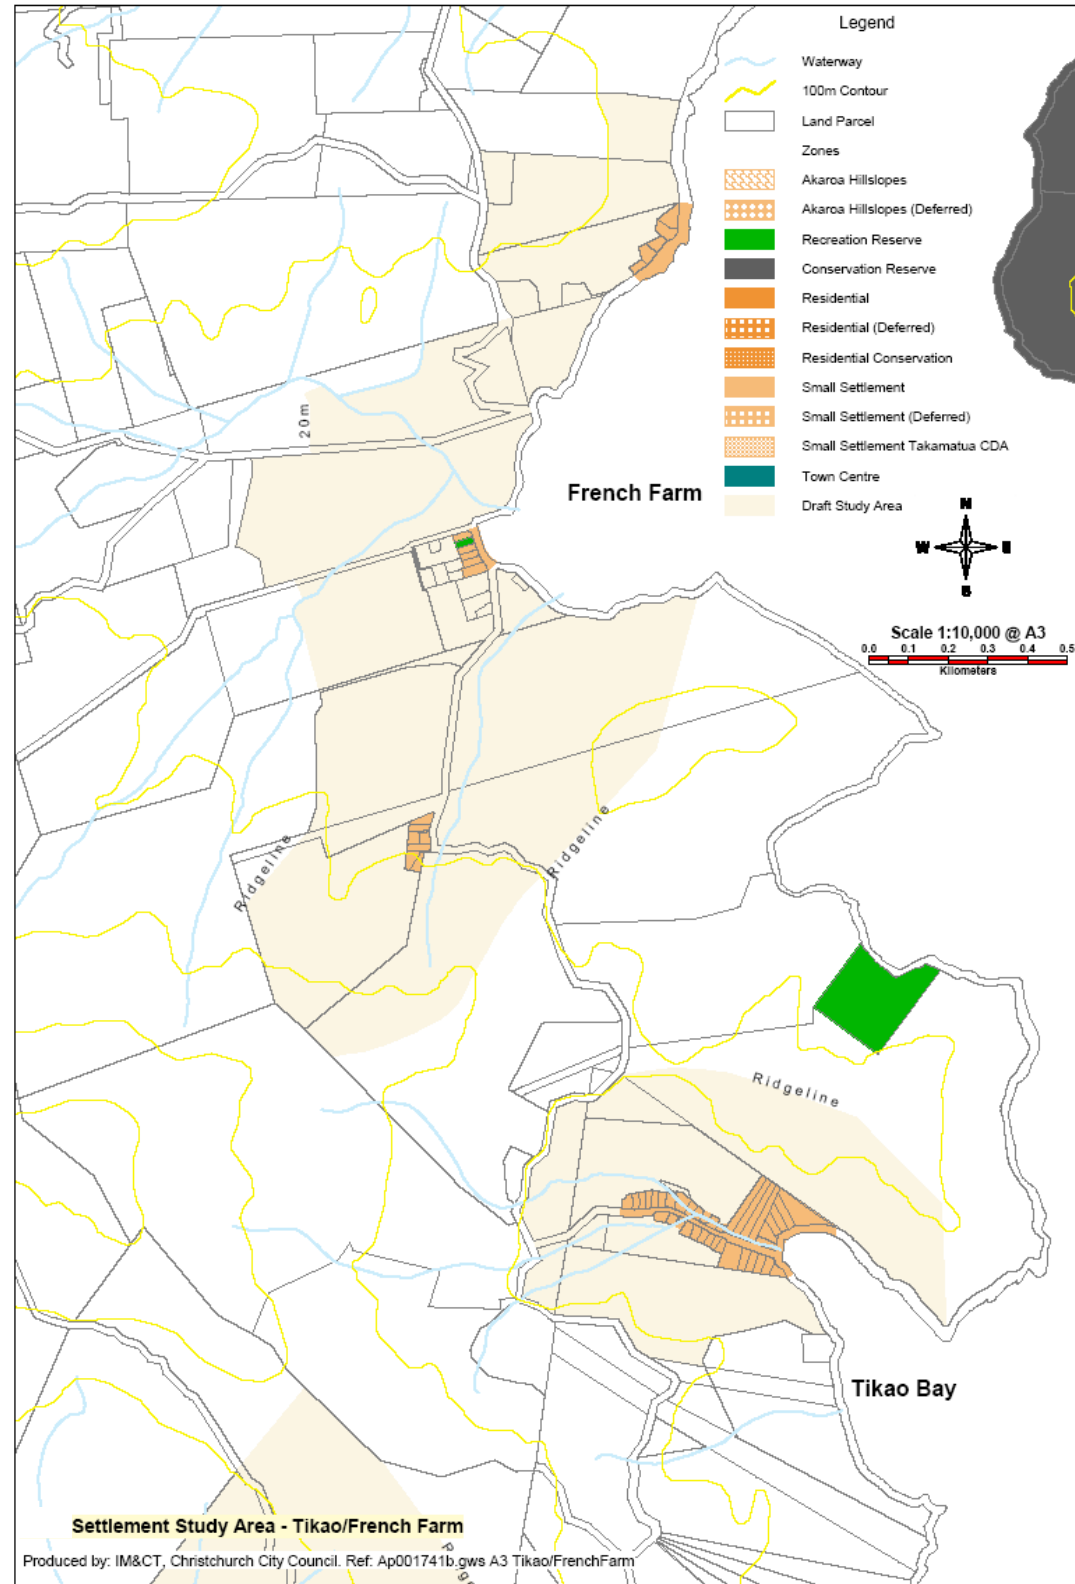 Legend
Waterway
100m Contour
Land Parcel
Zones
Akaroa Hillslopes
Akaroa Hillslopes (Deferred)
Recreation Reserve
Conservation Reserve
Residential
Residential (Deferred)
Residential Conservation
Small Settlement
Small Settlement (Deferred)
Small Settlement Takamatua CDA
Town Centre
Draft Study Area
20m
French Farm
N
W E
S
Scale 1:10,000 @ A3
0.0 0.1 0.2 0.3 0.4 0.5
Kilometers
Ridgeline
Ridgeline
Ridgeline
Tikao Bay
Settlement Study Area - Tikao/French Farm
Produced by: IM&CT, Christchurch City Council. Ref: Ap001741b.gws A3 Tikao/FrenchFarm